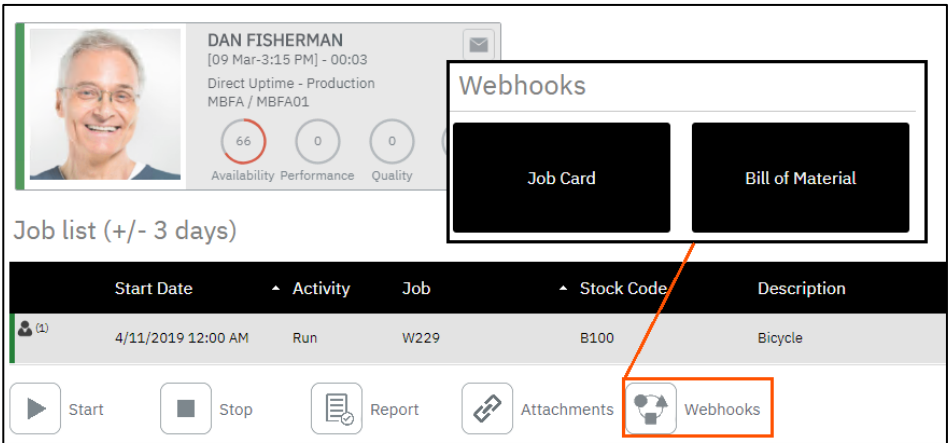 DAN FISHERMAN
[09 Mar-3:15 PM] - 00:03
Direct Uptime - Production
MBFA / MBFA01
66 0 0
Availability Performance Quality
Webhooks
Job Card Bill of Material
Job list (+/- 3 days)
Start Date Activity Job Stock Code Description
(1) 4/11/2019 12:00 AM Run W229 B100 Bicycle
Start Stop Report Attachments Webhooks